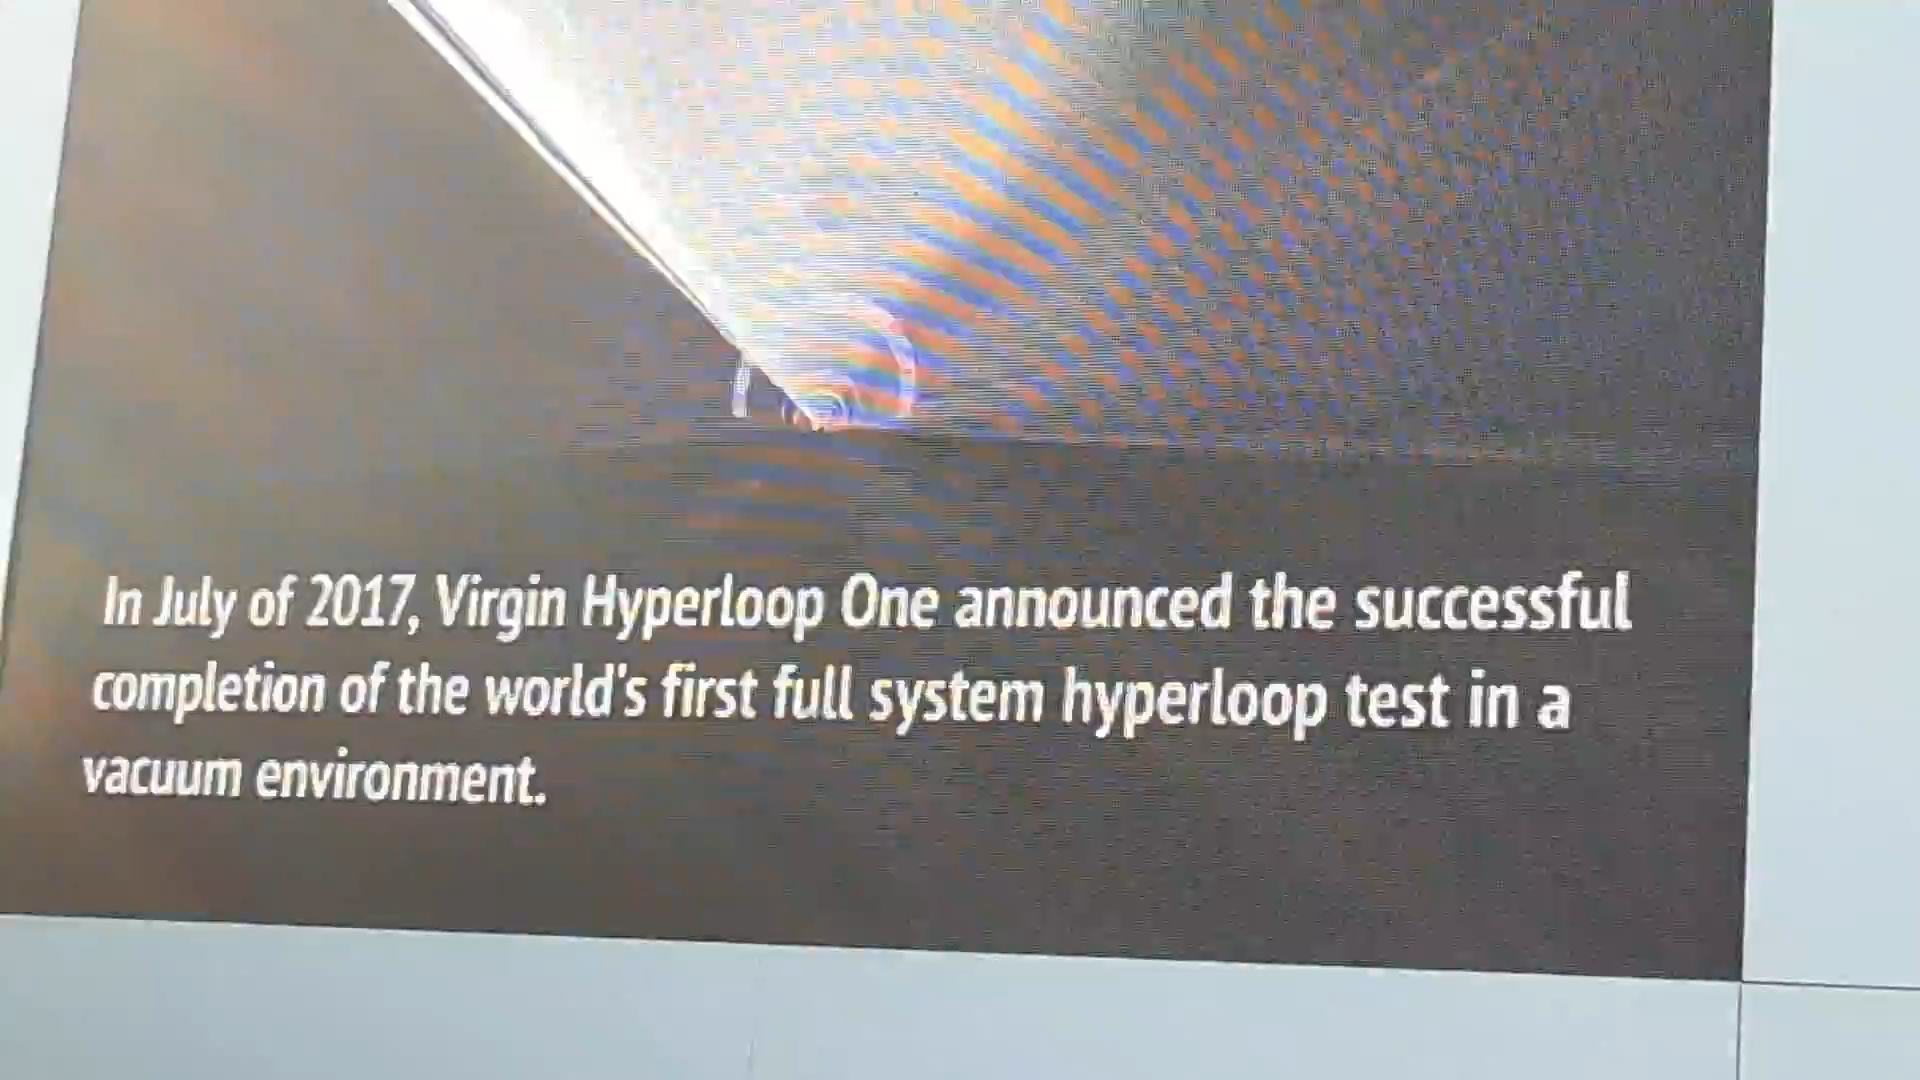 In July of 2017, Virgin Hyperloop One announced the successful
completion of the world's first full system hyperloop test in a
vacuum environment.